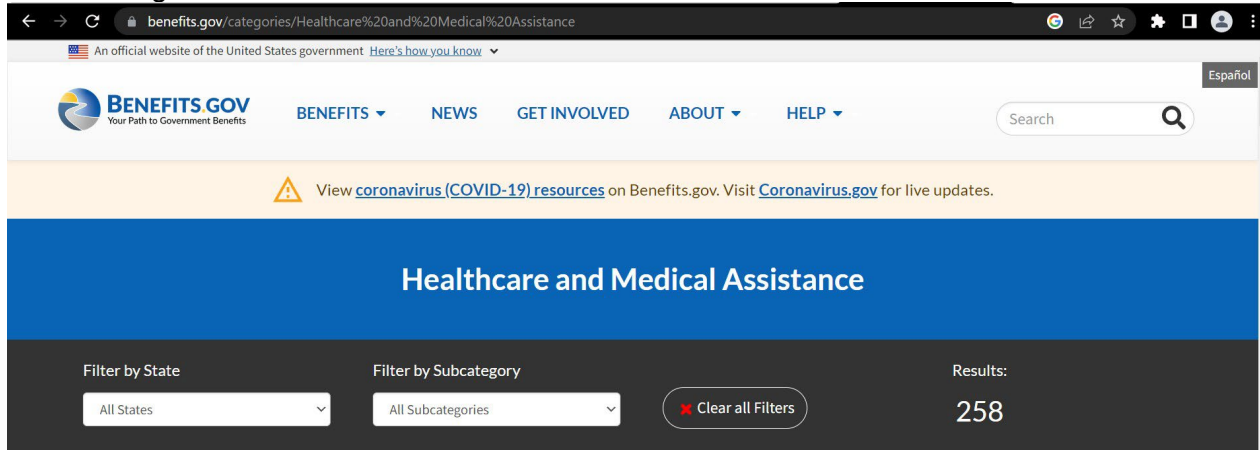 benefits.gov/categories/Healthcare%20and%20Medical%20Assistance
An official website of the United States government Here's how you know
Español
BENEFITS.GOV
Your Path to Government Benefits
BENEFITS NEWS GET INVOLVED ABOUT HELP
Search
View coronavirus (COVID-19) resources on Benefits.gov. Visit Coronavirus.gov for live updates.
Healthcare and Medical Assistance
Filter by State Filter by Subcategory Results:
All States All Subcategories Clear all Filters 258